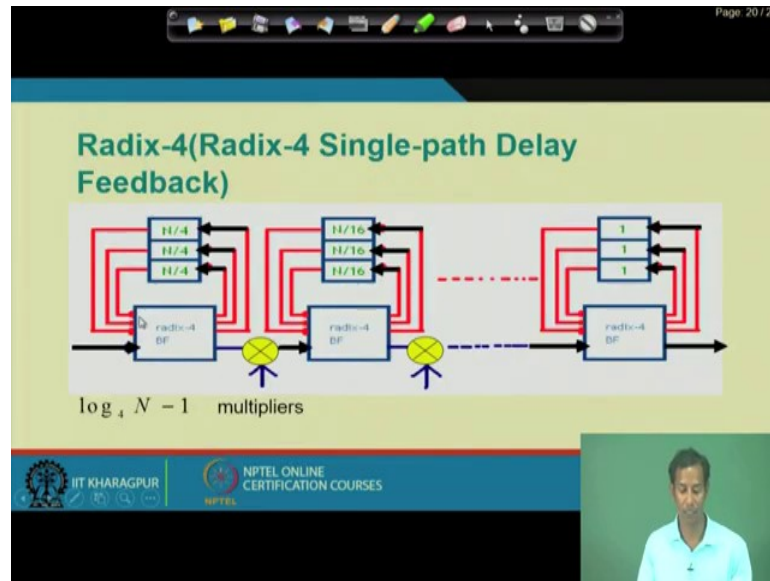 Page: 20 / 2
Radix-4(Radix-4 Single-path Delay
Feedback)
N/4
N/4
N/4
N/16
N/16
N/16
1
1
1
radix-4
BF
radix-4
BF
radix-4
BF
log 4 N - 1 multipliers
IIT KHARAGPUR
NPTEL
NPTEL ONLINE
CERTIFICATION COURSES